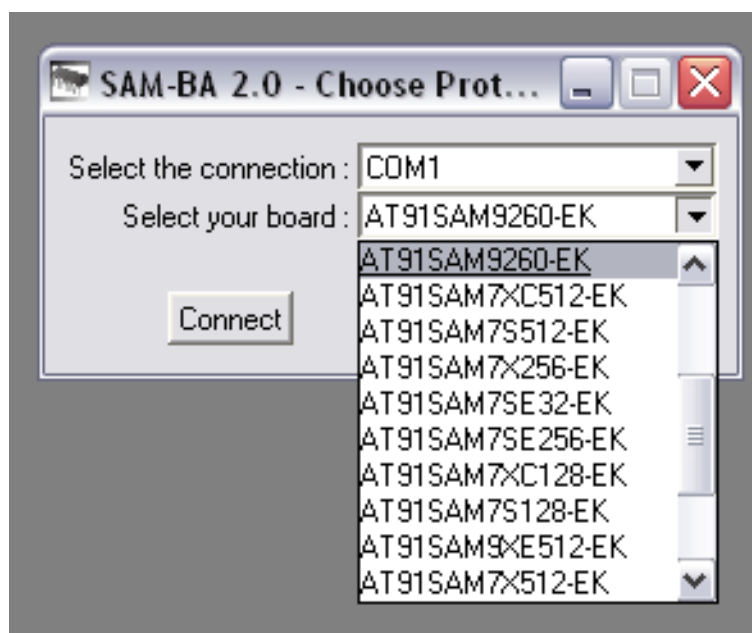 SAM-BA 2.0 - Choose Prot...
Select the connection : COM1
Select your board : AT91SAM9260-EK
AT91SAM9260-EK
AT91SAM7XC512-EK
Connect
AT91SAM7S512-EK
AT91SAM7X256-EK
AT91SAM7SE32-EK
AT91SAM7SE256-EK
AT91SAM7XC128-EK
AT91SAM7S128-EK
AT91SAM9XE512-EK
AT91SAM7X512-EK